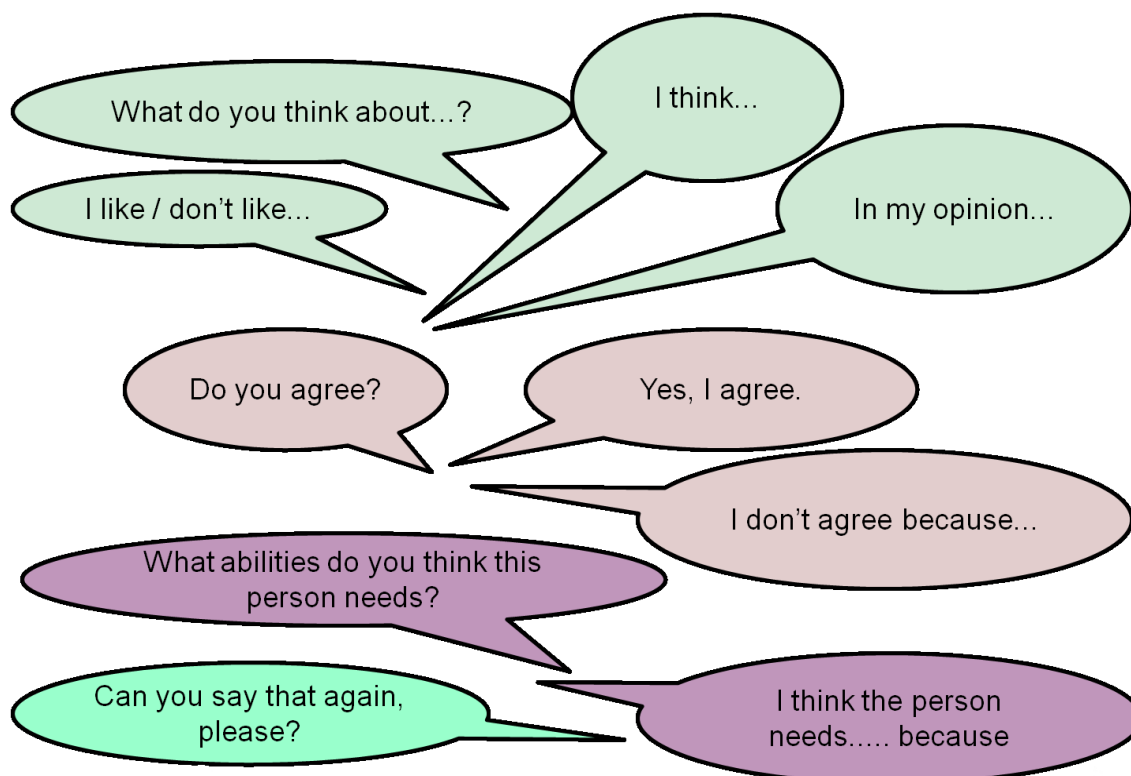 What do you think about...?
I think...
I like / don’t like...
In my opinion...
Do you agree?
Yes, I agree.
I don’t agree because...
What abilities do you think this
person needs?
Can you say that again,
please?
I think the person
needs..... because